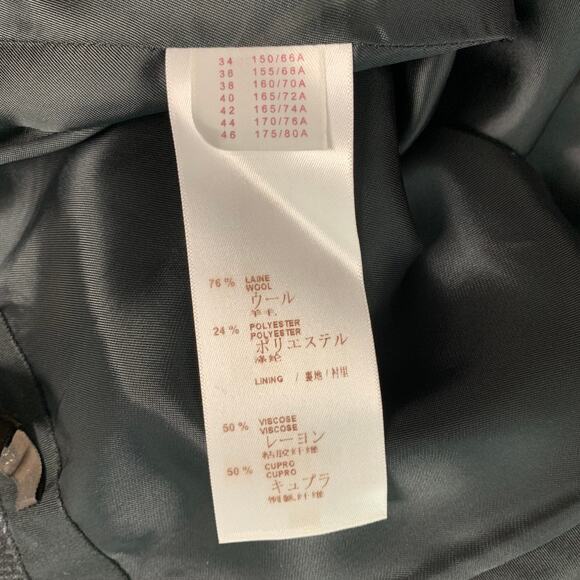 34 150/66A
36 155/68A
38 160/70A
40 165/72A
42 165/74A
44 170/76A
46 175/80A
76 % LAINE
WOOL
ウール
羊毛
24 % POLYESTER
POLYESTER
ポリエステル
涤纶
LINING / 裏地 / 衬里
50 % VISCOSE
VISCOSE
レーヨン
粘胶纤维
50 % CUPRO
CUPRO
キュプラ
铜氨纤维